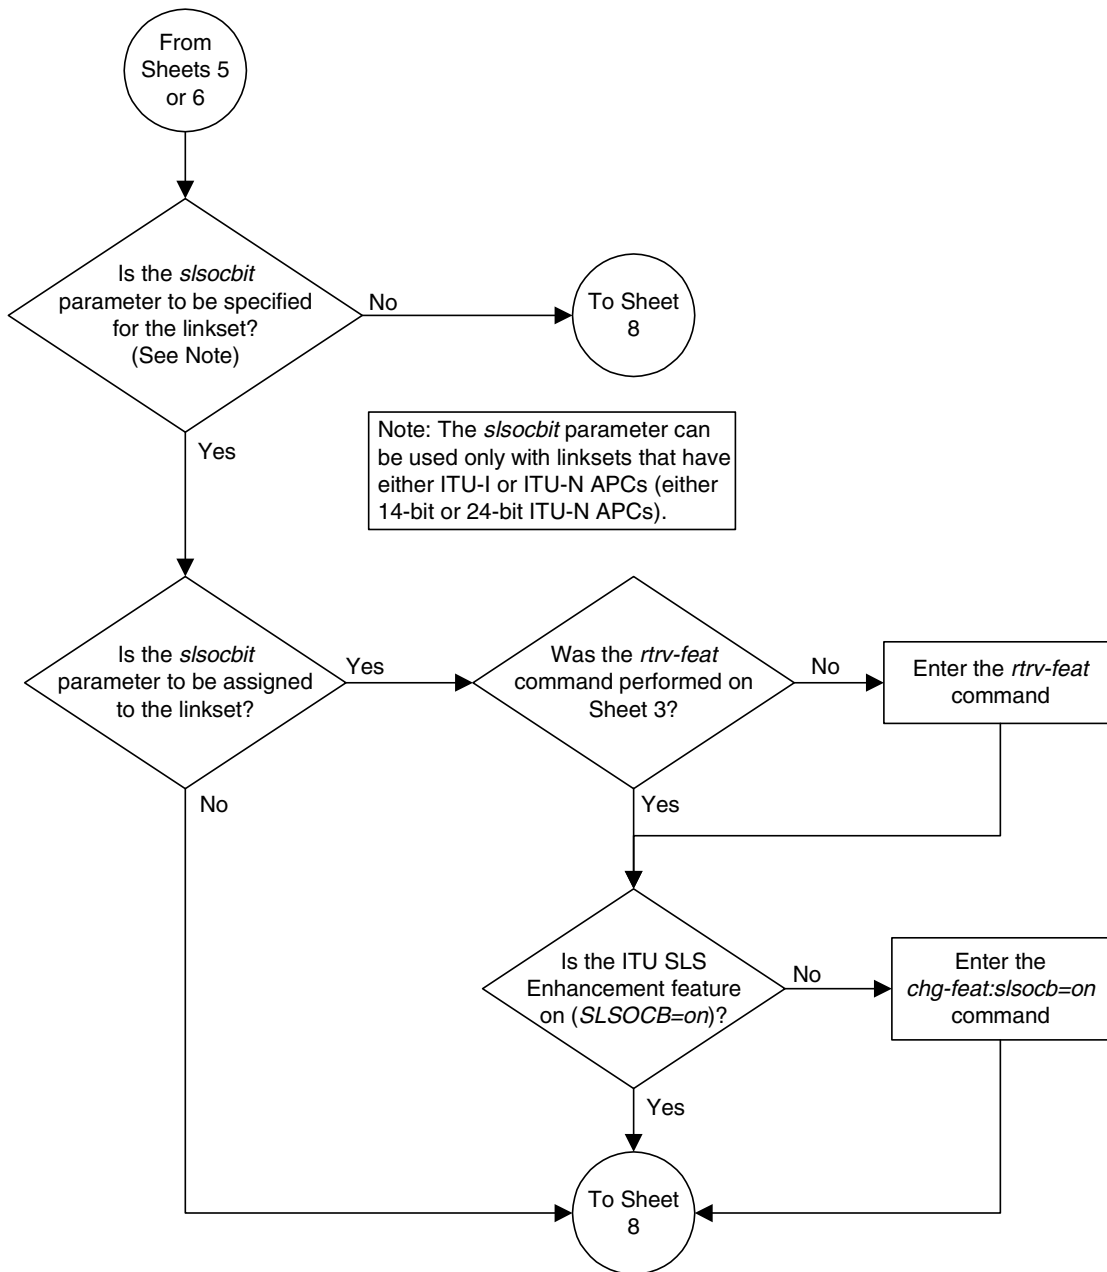 From
Sheets 5
or 6
Is the slsocbit
parameter to be specified
for the linkset?
(See Note)
No
To Sheet
8
Yes
Note: The slsocbit parameter can
be used only with linksets that have
either ITU-I or ITU-N APCs (either
14-bit or 24-bit ITU-N APCs).
Is the slsocbit
parameter to be assigned
to the linkset?
Yes
Was the rtrv-feat
command performed on
Sheet 3?
No
Enter the rtrv-feat
command
No
Yes
Is the ITU SLS
Enhancement feature
on (SLSOCB=on)?
No
Enter the
chg-feat:slsocb=on
command
Yes
To Sheet
8